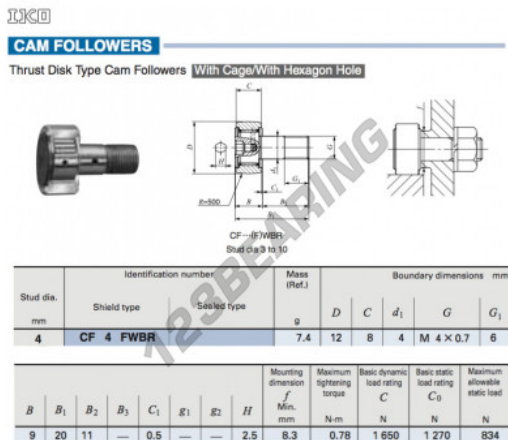 IKO
CAM FOLLOWERS
Thrust Disk Type Cam Followers With Cage/With Hexagon Hole
C
D
H
d1
G
G1
C1
R=500
B
B2
B1
CF…(F)WBR
Stud dia.3 to 10
123BEARING
Stud dia.
mm
Identification number
Shield type
Sealed type
Mass
(Ref.)
g
Boundary dimensions mm
D C d1 G G1
4 CF 4 FWBR 7.4 12 8 4 M 4×0.7 6
B B1 B2 B3 C1 g1 g2 H
Mounting
dimension
f
Min.
mm
Maximum
tightening
torque
N-m
Basic dynamic
load rating
C
N
Basic static
load rating
C0
N
Maximum
allowable
static load
N
9 20 11 — 0.5 — — 2.5 8.3 0.78 1 650 1 270 834